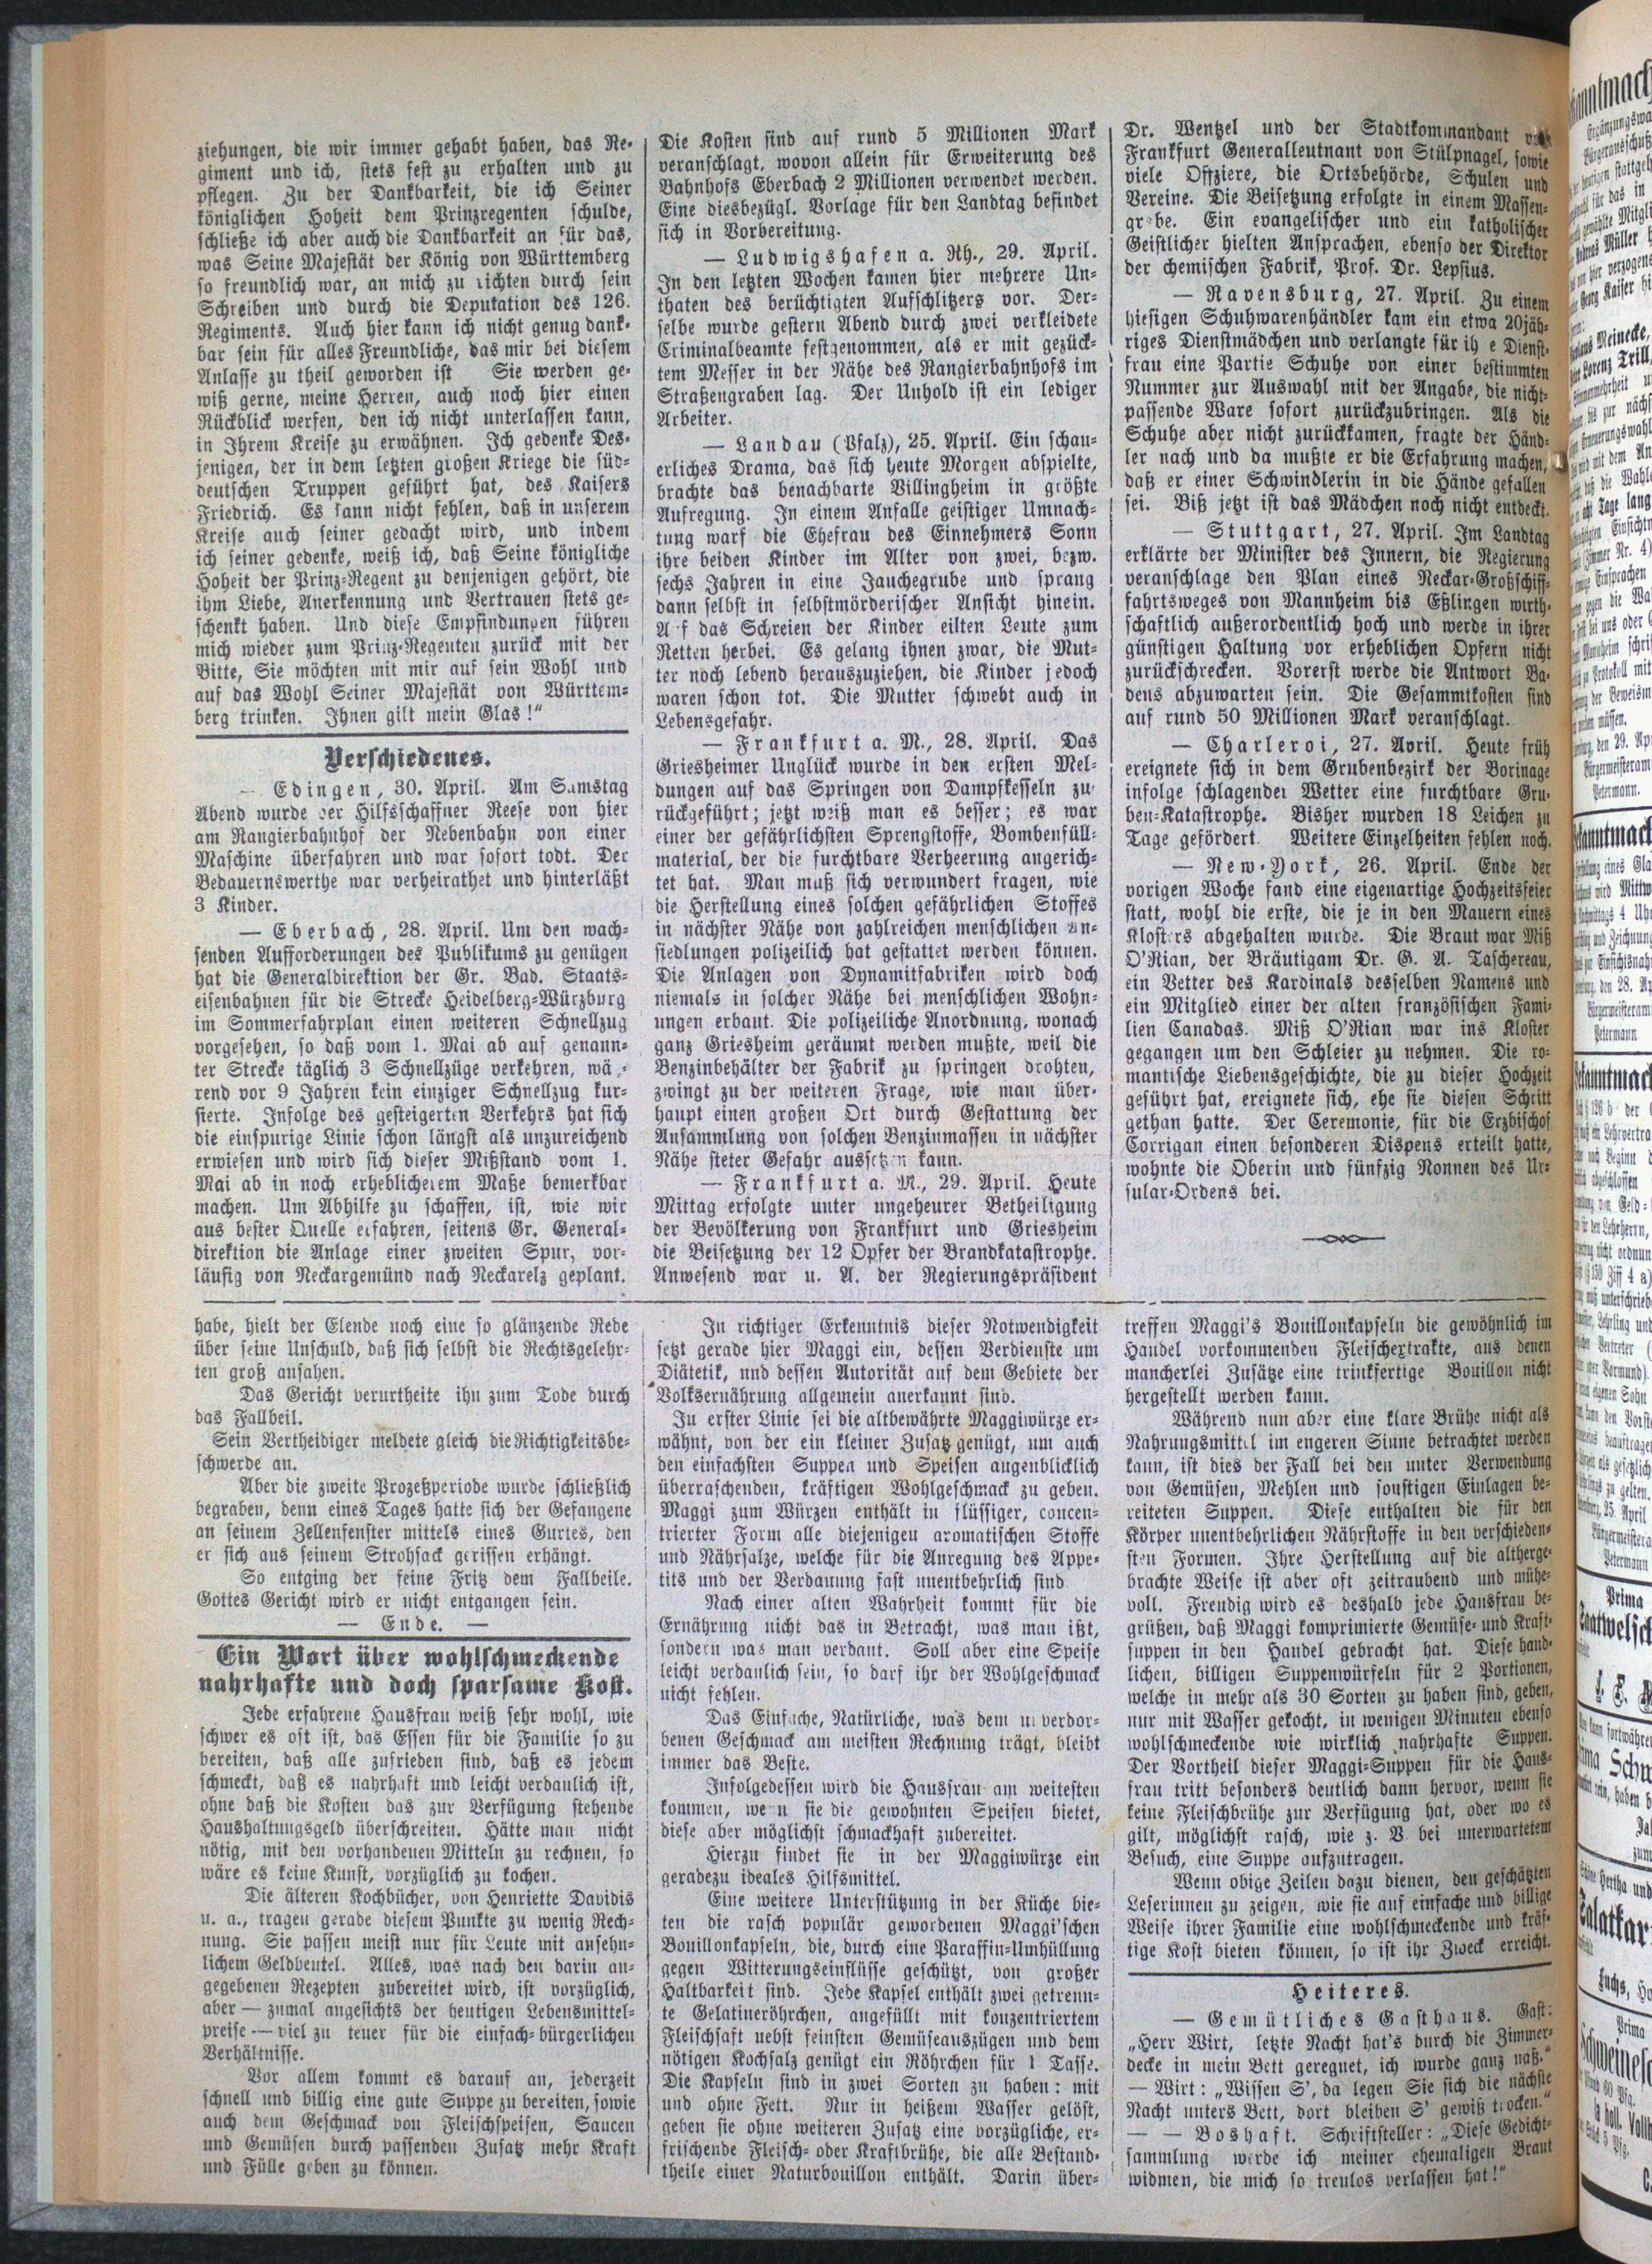 ziehungen, die wir immer gehabt haben, das Re-
giment und ich, stets fest zu erhalten und zu
pflegen. Zu der Dankbarkeit, die ich Seiner
königlichen Hoheit dem Prinzregenten schulde,
schließe ich aber auch die Dankbarkeit an für das,
was Seine Majestät der König von Württemberg
so freundlich war, an mich zu richten durch sein
Schreiben und durch die Deputation des 126.
Regiments. Auch hier kann ich nicht genug dank-
bar sein für alles Freundliche, das mir bei diesem
Anlasse zu theil geworden ist Sie werden ge-
wiß gerne, meine Herren, auch noch hier einen
Rückblick werfen, den ich nicht unterlassen kann,
in Ihrem Kreise zu erwähnen. Ich gedenke Des-
jenigen, der in dem letzten großen Kriege die süd-
deutschen Truppen geführt hat, des Kaisers
Friedrich. Es kann nicht fehlen, daß in unserem
Kreise auch seiner gedacht wird, und indem
ich seiner gedenke, weiß ich, daß Seine königliche
Hoheit der Prinz-Regent zu denjenigen gehört, die
ihm Liebe, Anerkennung und Vertrauen stets ge-
schenkt haben. Und diese Empfindungen führen
mich wieder zum Prinz-Regenten zurück mit der
Bitte, Sie möchten mit mir auf sein Wohl und
auf das Wohl Seiner Majestät von Württem-
berg trinken. Ihnen gilt mein Glas!“
Verschiedenes.
— Edingen, 30. April. Am Samstag
Abend wurde der Hilfsschaffner Reese von hier
am Rangierbahnhof der Nebenbahn von einer
Maschine überfahren und war sofort todt. Der
Bedauernswerthe war verheirathet und hinterläßt
3 Kinder.
— Eberbach, 28. April. Um den wach-
senden Aufforderungen des Publikums zu genügen
hat die Generaldirektion der Gr. Bad. Staats-
eisenbahnen für die Strecke Heidelberg-Würzburg
im Sommerfahrplan einen weiteren Schnellzug
vorgesehen, so daß vom 1. Mai ab auf genann-
ter Strecke täglich 3 Schnellzüge verkehren, wäh-
rend vor 9 Jahren kein einziger Schnellzug kur-
sierte. Infolge des gesteigerten Verkehrs hat sich
die einspurige Linie schon längst als unzureichend
erwiesen und wird sich dieser Mißstand vom 1.
Mai ab in noch erheblicherem Maße bemerkbar
machen. Um Abhilfe zu schaffen, ist, wie wir
aus bester Quelle erfahren, seitens Gr. General-
direktion die Anlage einer zweiten Spur, vor-
läufig von Neckargemünd nach Neckarelz geplant.
Die Kosten sind auf rund 5 Millionen Mark
veranschlagt, wovon allein für Erweiterung des
Bahnhofs Eberbach 2 Millionen verwendet werden.
Eine diesbezügl. Vorlage für den Landtag befindet
sich in Vorbereitung.
— Ludwigshafen a. Rh., 29. April.
In den letzten Wochen kamen hier mehrere Un-
thaten des berüchtigten Aufschlitzers vor. Der-
selbe wurde gestern Abend durch zwei verkleidete
Criminalbeamte festgenommen, als er mit gezück-
tem Messer in der Nähe des Rangierbahnhofs im
Straßengraben lag. Der Unhold ist ein lediger
Arbeiter.
— Landau (Pfalz), 25. April. Ein schau-
erliches Drama, das sich heute Morgen abspielte,
brachte das benachbarte Billingheim in größte
Aufregung. In einem Anfalle geistiger Umnach-
tung warf die Ehefrau des Einnehmers Sonn
ihre beiden Kinder im Alter von zwei, bezw.
sechs Jahren in eine Jauchegrube und sprang
dann selbst in selbstmörderischer Ansicht hinein.
Auf das Schreien der Kinder eilten Leute zum
Retten herbei. Es gelang ihnen zwar, die Mut-
ter noch lebend herauszuziehen, die Kinder jedoch
waren schon tot. Die Mutter schwebt auch in
Lebensgefahr.
— Frankfurt a. M., 28. April. Das
Griesheimer Unglück wurde in den ersten Mel-
dungen auf das Springen von Dampfkesseln zu-
rückgeführt; jetzt weiß man es besser; es war
einer der gefährlichsten Sprengstoffe, Bombenfüll-
material, der die furchtbare Verheerung angerich-
tet hat. Man muß sich verwundert fragen, wie
die Herstellung eines solchen gefährlichen Stoffes
in nächster Nähe von zahlreichen menschlichen An-
siedlungen polizeilich hat gestattet werden können.
Die Anlagen von Dynamitfabriken wird doch
niemals in solcher Nähe bei menschlichen Wohn-
ungen erbaut. Die polizeiliche Anordnung, wonach
ganz Griesheim geräumt werden mußte, weil die
Benzinbehälter der Fabrik zu springen drohten,
zwingt zu der weiteren Frage, wie man über-
haupt einen großen Ort durch Gestattung der
Ansammlung von solchen Benzinmassen in nächster
Nähe steter Gefahr aussetzen kann.
— Frankfurt a. M., 29. April. Heute
Mittag erfolgte unter ungeheurer Betheiligung
der Bevölkerung von Frankfurt und Griesheim
die Beisetzung der 12 Opfer der Brandkatastrophe.
Anwesend war u. A. der Regierungspräsident
Dr. Wentzel und der Stadtkommandant von
Frankfurt Generalleutnant von Stülpnagel, sowie
viele Offziere, die Ortsbehörde, Schulen und
Vereine. Die Beisetzung erfolgte in einem Massen-
grabe. Ein evangelischer und ein katholischer
Geistlicher hielten Ansprachen, ebenso der Direktor
der chemischen Fabrik, Prof. Dr. Lepsius.
— Ravensburg, 27. April. Zu einem
hiesigen Schuhwarenhändler kam ein etwa 20jäh-
riges Dienstmädchen und verlangte für ihre Dienst-
frau eine Partie Schuhe von einer bestimmten
Nummer zur Auswahl mit der Angabe, die nicht-
passende Ware sofort zurückzubringen. Als die
Schuhe aber nicht zurückkamen, fragte der Händ-
ler nach und da mußte er die Erfahrung machen,
daß er einer Schwindlerin in die Hände gefallen
sei. Biß jetzt ist das Mädchen noch nicht entdeckt.
— Stuttgart, 27. April. Im Landtag
erklärte der Minister des Innern, die Regierung
veranschlage den Plan eines Neckar-Großschiff-
fahrtsweges von Mannheim bis Eßlingen wirth-
schaftlich außerordentlich hoch und werde in ihrer
günstigen Haltung vor erheblichen Opfern nicht
zurückschrecken. Vorerst werde die Antwort Ba-
dens abzuwarten sein. Die Gesammtkosten sind
auf rund 50 Millionen Mark veranschlagt.
— Charleroi, 27. April. Heute früh
ereignete sich in dem Grubenbezirk der Borinage
infolge schlagender Wetter eine furchtbare Gru-
ben-Katastrophe. Bisher wurden 18 Leichen zu
Tage gefördert. Weitere Einzelheiten fehlen noch.
— New-York, 26. April. Ende der
vorigen Woche fand eine eigenartige Hochzeitsfeier
statt, wohl die erste, die je in den Mauern eines
Klosters abgehalten wurde. Die Braut war Miß
O'Rian, der Bräutigam Dr. G. A. Taschereau,
ein Vetter des Kardinals desselben Namens und
ein Mitglied einer der alten französischen Fami-
lien Canadas. Miß O'Rian war ins Kloster
gegangen um den Schleier zu nehmen. Die ro-
mantische Liebensgeschichte, die zu dieser Hochzeit
geführt hat, ereignete sich, ehe sie diesen Schritt
gethan hatte. Der Ceremonie, für die Erzbischof
Corrigan einen besonderen Dispens erteilt hatte,
wohnte die Oberin und fünfzig Nonnen des Ur-
sular-Ordens bei.
habe, hielt der Elende noch eine so glänzende Rede
über seine Unschuld, daß sich selbst die Rechtsgelehr-
ten groß ansahen.
Das Gericht verurtheite ihn zum Tode durch
das Fallbeil.
Sein Vertheidiger meldete gleich die Richtigkeitsbe-
schwerde an.
Aber die zweite Prozeßperiode wurde schließlich
begraben, denn eines Tages hatte sich der Gefangene
an seinem Zellenfenster mittels eines Gurtes, den
er sich aus seinem Strohsack gerissen erhängt.
So entging der feine Fritz dem Fallbeile.
Gottes Gericht wird er nicht entgangen sein.
— Ende. —
Ein Wort über wohlschmeckende
nahrhafte und doch sparsame Kost.
Jede erfahrene Hausfrau weiß sehr wohl, wie
schwer es oft ist, das Essen für die Familie so zu
bereiten, daß alle zufrieden sind, daß es jedem
schmeckt, daß es nahrhaft und leicht verdaulich ist,
ohne daß die Kosten das zur Verfügung stehende
Haushaltungsgeld überschreiten. Hätte man nicht
nötig, mit den vorhandenen Mitteln zu rechnen, so
wäre es keine Kunst, vorzüglich zu kochen.
Die älteren Kochbücher, von Henriette Davidis
u. a., tragen gerade diesem Punkte zu wenig Rech-
nung. Sie passen meist nur für Leute mit ansehn-
lichem Geldbeutel. Alles, was nach den darin an-
gegebenen Rezepten zubereitet wird, ist vorzüglich,
aber — zumal angesichts der heutigen Lebensmittel-
preise — viel zu teuer für die einfach-bürgerlichen
Verhältnisse.
Vor allem kommt es darauf an, jederzeit
schnell und billig eine gute Suppe zu bereiten, sowie
auch dem Geschmack von Fleischspeisen, Saucen
und Gemüsen durch passenden Zusatz mehr Kraft
und Fülle geben zu können.
In richtiger Erkenntnis dieser Notwendigkeit
setzt gerade hier Maggi ein, dessen Verdienste um
Diätetik, und dessen Autorität auf dem Gebiete der
Volksernährung allgemein anerkannt sind.
In erster Linie sei die altbewährte Maggiwürze er-
wähnt, von der ein kleiner Zusatz genügt, um auch
den einfachsten Suppen und Speisen augenblicklich
überraschenden, kräftigen Wohlgeschmack zu geben.
Maggi zum Würzen enthält in flüssiger, concen-
trierter Form alle diejenigen aromatischen Stoffe
und Nährsalze, welche für die Anregung des Appe-
tits und der Verdauung fast unentbehrlich sind
Nach einer alten Wahrheit kommt für die
Ernährung nicht das in Betracht, was man ißt,
sondern was man verdaut. Soll aber eine Speise
leicht verdaulich sein, so darf ihr der Wohlgeschmack
nicht fehlen.
Das Einfache, Natürliche, was dem unverdor-
benen Geschmack am meisten Rechnung trägt, bleibt
immer das Beste.
Infolgedessen wird die Hausfrau am weitesten
kommen, wenn sie die gewohnten Speisen bietet,
diese aber möglichst schmackhaft zubereitet.
Hierzu findet sie in der Maggiwürze ein
geradezu ideales Hilfsmittel.
Eine weitere Unterstützung in der Küche bie-
ten die rasch populär gewordenen Maggi'schen
Bouillonkapseln, die, durch eine Paraffin-Umhüllung
gegen Witterungseinflüsse geschützt, von großer
Haltbarkeit sind. Jede Kapsel enthält zwei getrenn-
te Gelatineröhrchen, angefüllt mit konzentriertem
Fleischsaft nebst feinsten Gemüseauszügen und dem
nötigen Kochsalz genügt ein Röhrchen für 1 Tasse.
Die Kapseln sind in zwei Sorten zu haben: mit
und ohne Fett. Nur in heißem Wasser gelöst,
geben sie ohne weiteren Zusatz eine vorzügliche, er-
frischende Fleisch- oder Kraftbrühe, die alle Bestand-
theile einer Naturbouillon enthält. Darin über-
treffen Maggi's Bouillonkapseln die gewöhnlich im
Handel vorkommenden Fleischextrakte, aus denen
mancherlei Zusätze eine trinkfertige Bouillon nicht
hergestellt werden kann.
Während nun aber eine klare Brühe nicht als
Nahrungsmittel im engeren Sinne betrachtet werden
kann, ist dies der Fall bei den unter Verwendung
von Gemüsen, Mehlen und sonstigen Einlagen be-
reiteten Suppen. Diese enthalten die für den
Körper unentbehrlichen Nährstoffe in den verschieden-
sten Formen. Ihre Herstellung auf die altherge-
brachte Weise ist aber oft zeitraubend und mühe-
voll. Freudig wird es deshalb jede Hausfrau be-
grüßen, daß Maggi komprimierte Gemüse- und Kraft-
suppen in den Handel gebracht hat. Diese hand-
lichen, billigen Suppenwürfeln für 2 Portionen,
welche in mehr als 30 Sorten zu haben sind, geben,
nur mit Wasser gekocht, in wenigen Minuten ebenso
wohlschmeckende wie wirklich nahrhafte Suppen.
Der Vortheil dieser Maggi-Suppen für die Haus-
frau tritt besonders deutlich dann hervor, wenn sie
keine Fleischbrühe zur Verfügung hat, oder wo es
gilt, möglichst rasch, wie z. B bei unerwartetem
Besuch, eine Suppe aufzutragen.
Wenn obige Zeilen dazu dienen, den geschätzten
Leserinnen zu zeigen, wie sie auf einfache und billige
Weise ihrer Familie eine wohlschmeckende und kräf-
tige Kost bieten können, so ist ihr Zweck erreicht.
Heiteres.
— Gemütliches Gasthaus. Gast:
„Herr Wirt, letzte Nacht hat's durch die Zimmer-
decke in mein Bett geregnet, ich wurde ganz naß.“
— Wirt: „Wissen S', da legen Sie sich die nächste
Nacht unters Bett, dort bleiben S' gewiß trocken.“
— — Boshaft. Schriftsteller: „Diese Gedicht-
sammlung werde ich meiner ehemaligen Braut
widmen, die mich so treulos verlassen hat!“